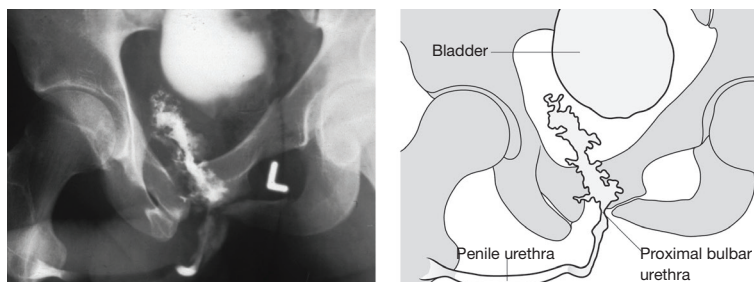 Bladder
L
Penile urethra
Proximal bulbar
urethra